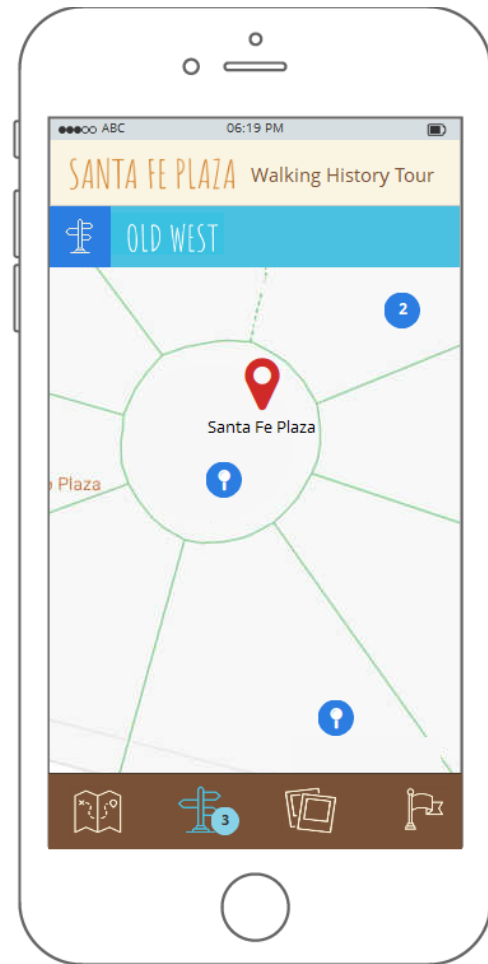 ABC 06:19 PM
SANTA FE PLAZA Walking History Tour
OLD WEST
2
Santa Fe Plaza
Plaza
3